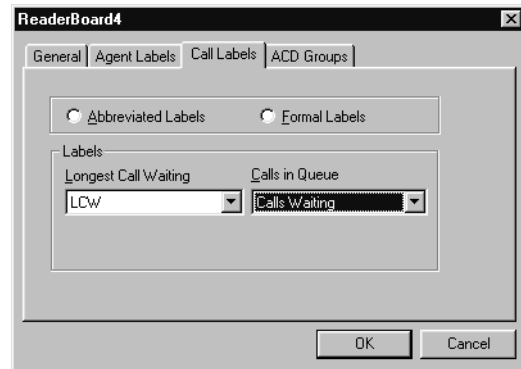 ReaderBoard4
General Agent Labels Call Labels ACD Groups
Abbreviated Labels Formal Labels
Labels
Longest Call Waiting Calls in Queue
LCW Calls Waiting
OK Cancel